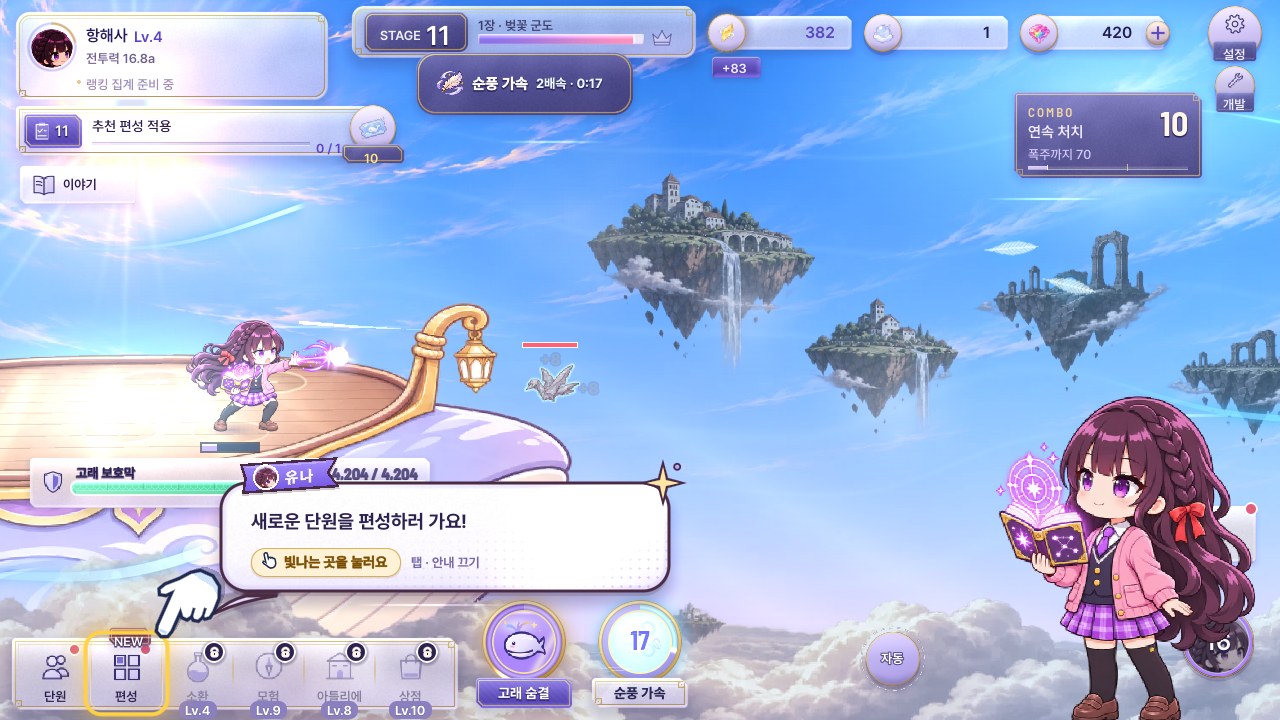 항해사 Lv.4
전투력 16.8a
랭킹 집계 준비 중
STAGE 11
1장 · 벚꽃 군도
순풍 가속 2배속 · 0:17
382
+83
1
420
설정
개발
11
추천 편성 적용
0 / 1
10
이야기
COMBO
연속 처치
10
폭주까지 70
+8
+8
고래 보호막
4.204 / 4.204
유나
새로운 단원을 편성하러 가요!
빛나는 곳을 눌러요
탭 · 안내 끄기
단원
NEW
편성
소환
Lv.4
모험
Lv.9
아틀리에
Lv.8
상점
Lv.10
고래 숨결
17
순풍 가속
자동